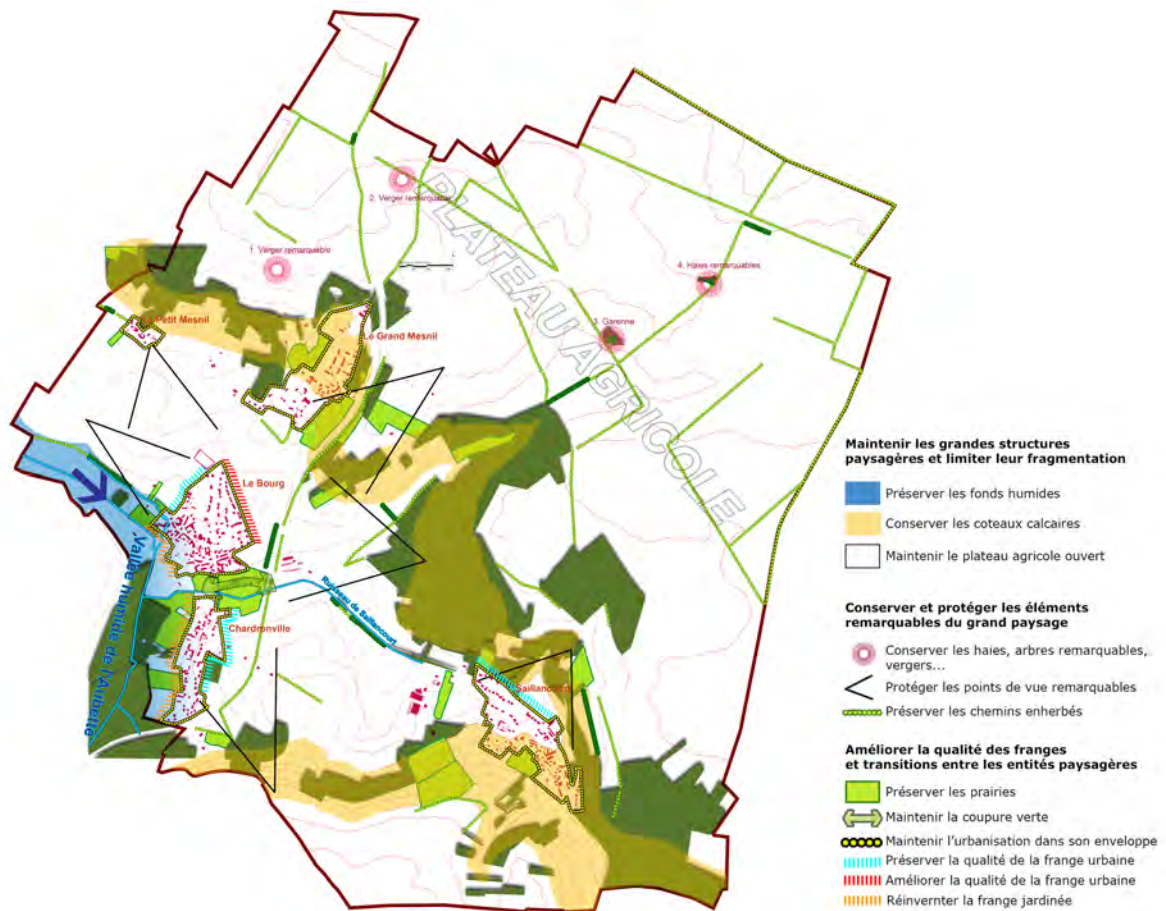 2. Verger remarquable
1. Verger remarquable
PLATEAU AGRICOLE
4. Haies remarquables
Le Petit Mesnil
Le Grand Mesnil
3. Garenne
Le Bourg
Vallée humide de l'Aubette
Ruisseau de Saillancourt
Chardronville
Saillancourt
Maintenir les grandes structures
paysagères et limiter leur fragmentation
Préserver les fonds humides
Conserver les coteaux calcaires
Maintenir le plateau agricole ouvert
Conserver et protéger les éléments
remarquables du grand paysage
Conserver les haies, arbres remarquables,
vergers...
Protéger les points de vue remarquables
Préserver les chemins enherbés
Améliorer la qualité des franges
et transitions entre les entités paysagères
Préserver les prairies
Maintenir la coupure verte
Maintenir l'urbanisation dans son enveloppe
Préserver la qualité de la frange urbaine
Améliorer la qualité de la frange urbaine
Réinvernter la frange jardinée